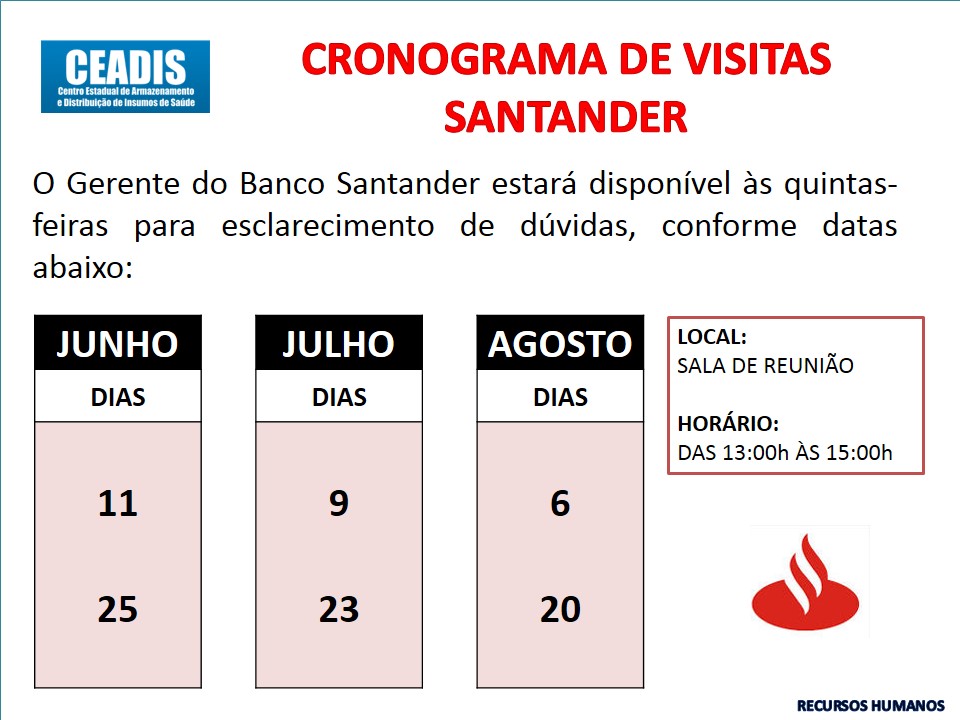 CEADIS
Centro Estadual de Armazenamento
e Distribuição de Insumos de Saúde
CRONOGRAMA DE VISITAS
SANTANDER
O Gerente do Banco Santander estará disponível às quintas-
feiras para esclarecimento de dúvidas, conforme datas
abaixo:
JUNHO
DIAS
11
25
JULHO
DIAS
9
23
AGOSTO
DIAS
6
20
LOCAL:
SALA DE REUNIÃO
HORÁRIO:
DAS 13:00h ÀS 15:00h
RECURSOS HUMANOS